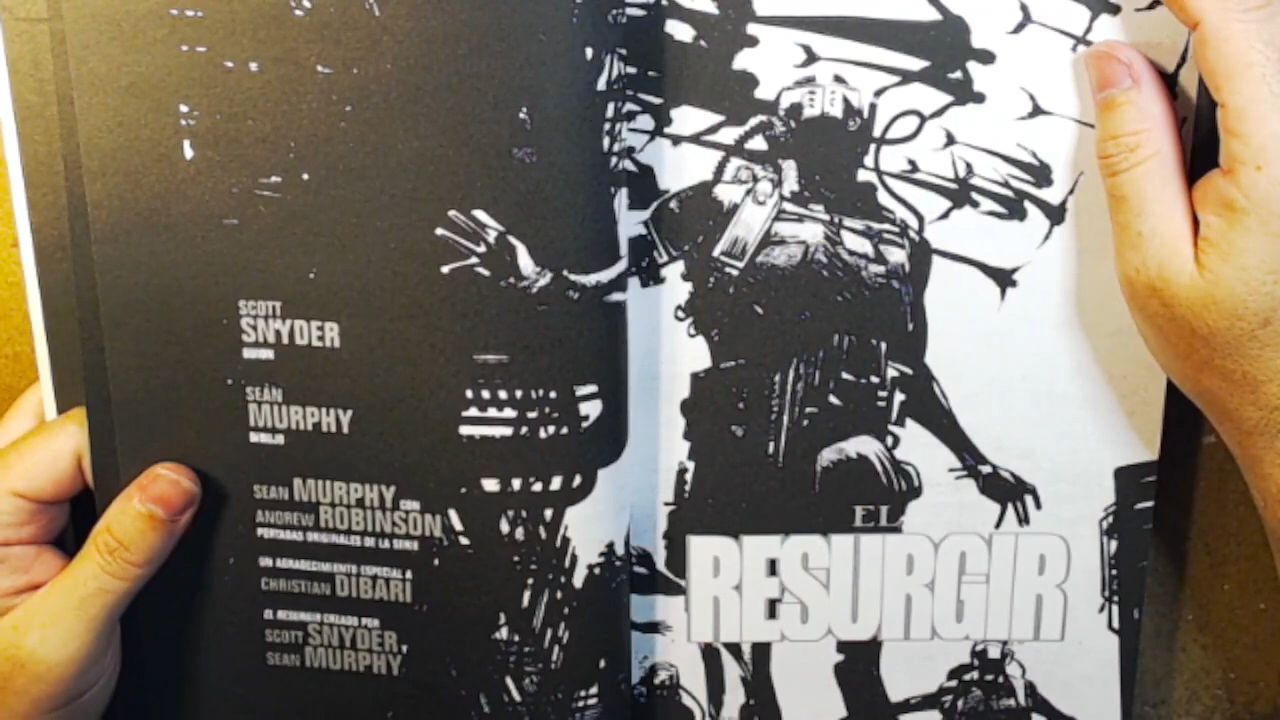 SCOTT
SNYDER
GUION
SEAN
MURPHY
DIBUJO
SEAN MURPHY CON
ANDREW ROBINSON
PORTADAS ORIGINALES DE LA SERIE
UN AGRADECIMIENTO ESPECIAL A
CHRISTIAN DIBARI
EL RESURGIR CREADO POR
SCOTT SNYDER,
SEAN MURPHY
EL
RESURGIR